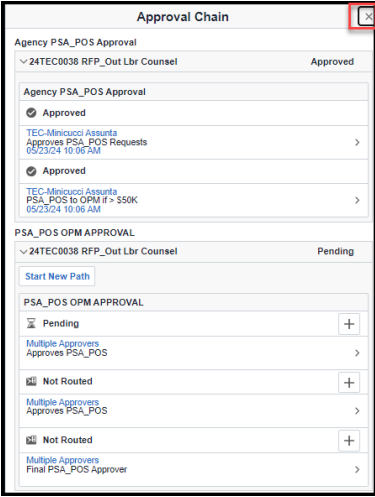 Approval Chain
Agency PSA_POS Approval
24TEC0038 RFP_Out Lbr Counsel Approved
Agency PSA_POS Approval
Approved
TEC-Minicucci Assunta
Approves PSA_POS Requests
05/23/24 10:06 AM
Approved
TEC-Minicucci Assunta
PSA_POS to OPM if > $50K
05/23/24 10:06 AM
PSA_POS OPM APPROVAL
24TEC0038 RFP_Out Lbr Counsel Pending
Start New Path
PSA_POS OPM APPROVAL
Pending
Multiple Approvers
Approves PSA_POS
Not Routed
Multiple Approvers
Approves PSA_POS
Not Routed
Multiple Approvers
Final PSA_POS Approver